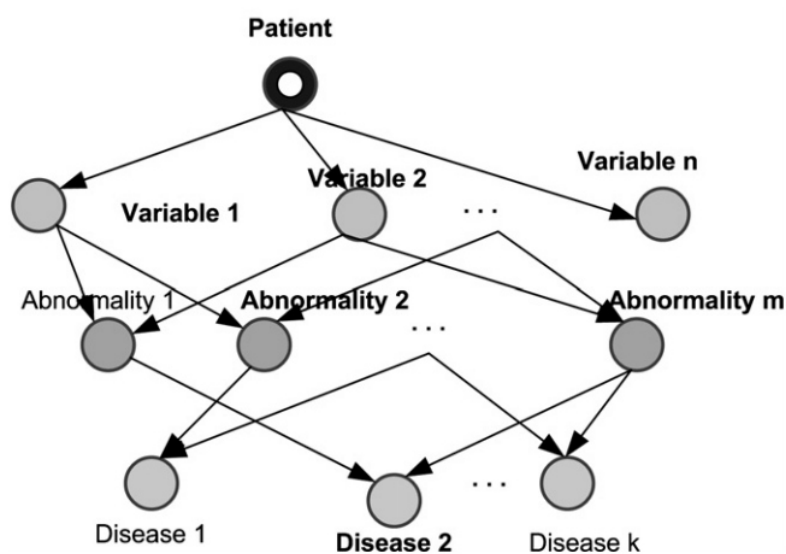 Patient
Variable n
Variable 2
Variable 1
...
Abnormality 1
Abnormality 2
Abnormality m
...
...
Disease 1
Disease 2
Disease k